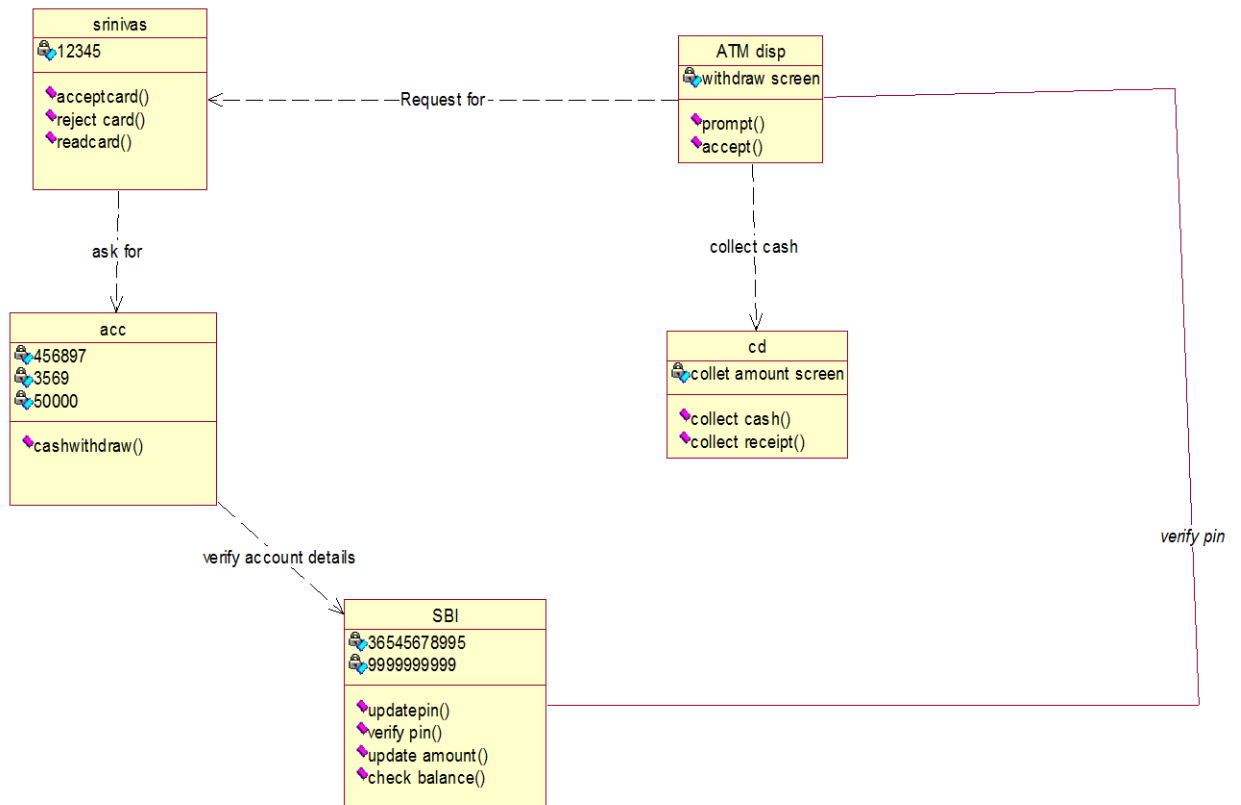 srinivas
12345
acceptcard()
reject card()
readcard()
Request for
ATM disp
withdraw screen
prompt()
accept()
ask for
collect cash
acc
456897
3569
50000
cashwithdraw()
cd
collet amount screen
collect cash()
collect receipt()
verify pin
verify account details
SBI
36545678995
9999999999
updatepin()
verify pin()
update amount()
check balance()